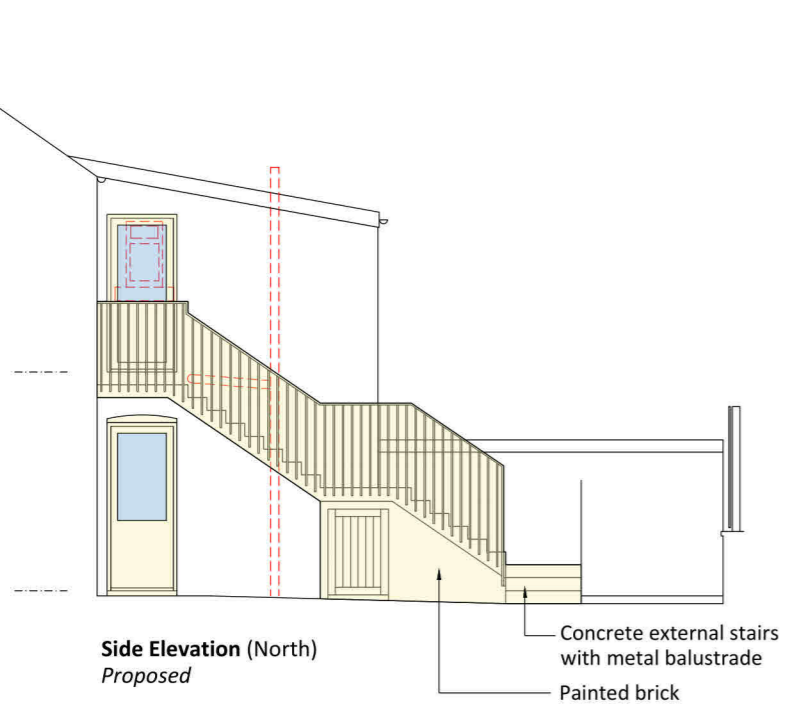 Side Elevation (North)
Proposed
Concrete external stairs
with metal balustrade
Painted brick